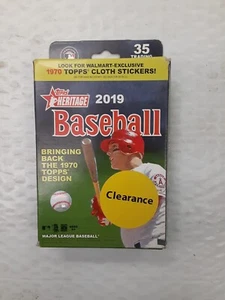 LOOK FOR WALMART-EXCLUSIVE
1970 TOPPS® CLOTH STICKERS!
35
TRADING
Topps
HERITAGE
2019
Baseball
BRINGING
BACK
THE 1970
TOPPS®
DESIGN
Clearance
MAJOR LEAGUE BASEBALL